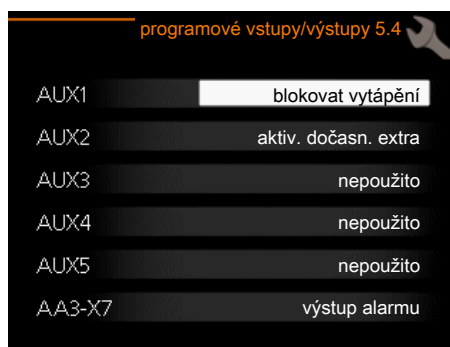 programové vstupy/výstupy 5.4
AUX1 blokovat vytápění
AUX2 aktiv. dočasn. extra
AUX3 nepoužito
AUX4 nepoužito
AUX5 nepoužito
AA3-X7 výstup alarmu